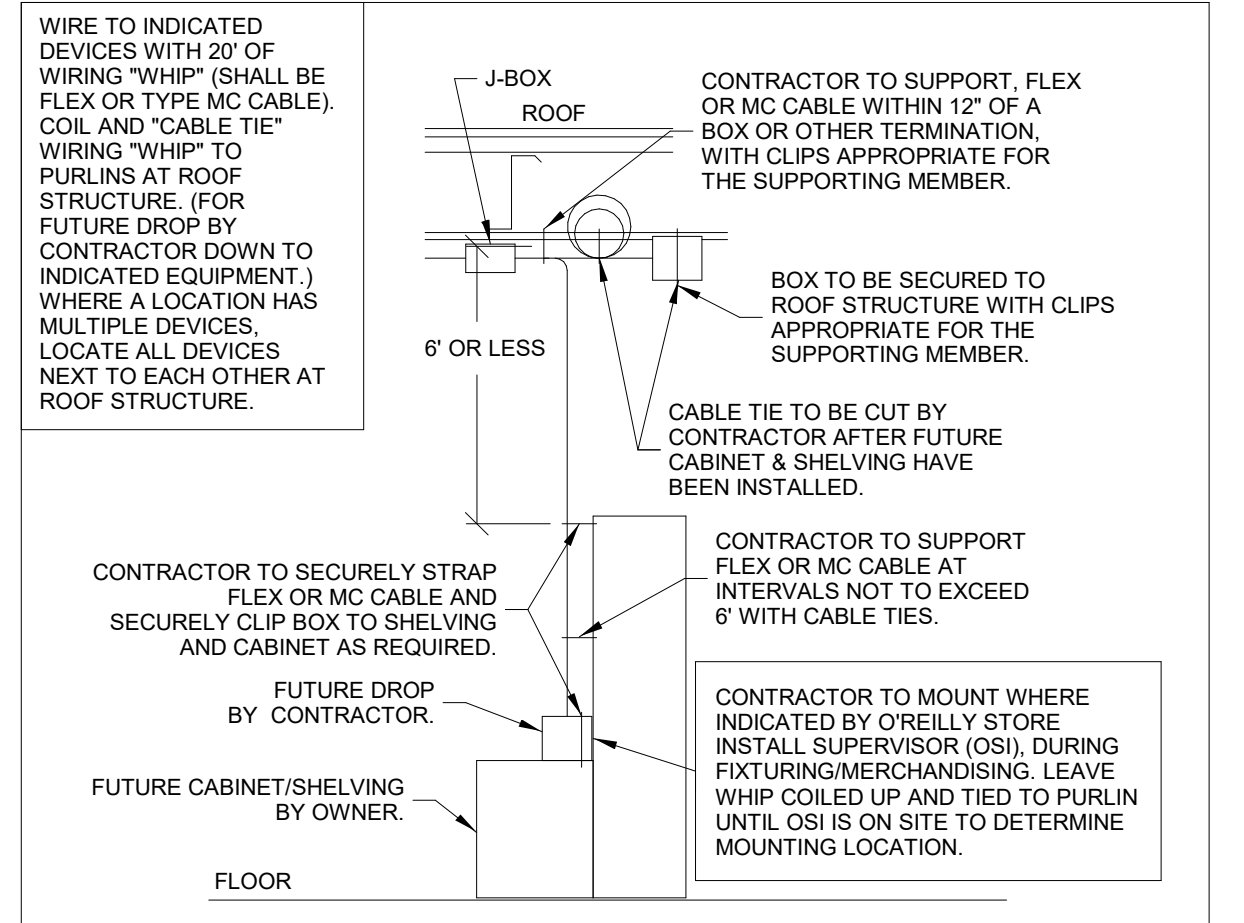 WIRE TO INDICATED
DEVICES WITH 20' OF
WIRING "WHIP" (SHALL BE
FLEX OR TYPE MC CABLE).
COIL AND "CABLE TIE"
WIRING "WHIP" TO
PURLINS AT ROOF
STRUCTURE. (FOR
FUTURE DROP BY
CONTRACTOR DOWN TO
INDICATED EQUIPMENT.)
WHERE A LOCATION HAS
MULTIPLE DEVICES,
LOCATE ALL DEVICES
NEXT TO EACH OTHER AT
ROOF STRUCTURE.
J-BOX
ROOF
CONTRACTOR TO SUPPORT, FLEX
OR MC CABLE WITHIN 12" OF A
BOX OR OTHER TERMINATION,
WITH CLIPS APPROPRIATE FOR
THE SUPPORTING MEMBER.
BOX TO BE SECURED TO
ROOF STRUCTURE WITH CLIPS
APPROPRIATE FOR THE
SUPPORTING MEMBER.
6' OR LESS
CABLE TIE TO BE CUT BY
CONTRACTOR AFTER FUTURE
CABINET & SHELVING HAVE
BEEN INSTALLED.
CONTRACTOR TO SUPPORT
FLEX OR MC CABLE AT
INTERVALS NOT TO EXCEED
6' WITH CABLE TIES.
CONTRACTOR TO SECURELY STRAP
FLEX OR MC CABLE AND
SECURELY CLIP BOX TO SHELVING
AND CABINET AS REQUIRED.
FUTURE DROP
BY CONTRACTOR.
CONTRACTOR TO MOUNT WHERE
INDICATED BY O'REILLY STORE
INSTALL SUPERVISOR (OSI), DURING
FIXTURING/MERCHANDISING. LEAVE
WHIP COILED UP AND TIED TO PURLIN
UNTIL OSI IS ON SITE TO DETERMINE
MOUNTING LOCATION.
FUTURE CABINET/SHELVING
BY OWNER.
FLOOR